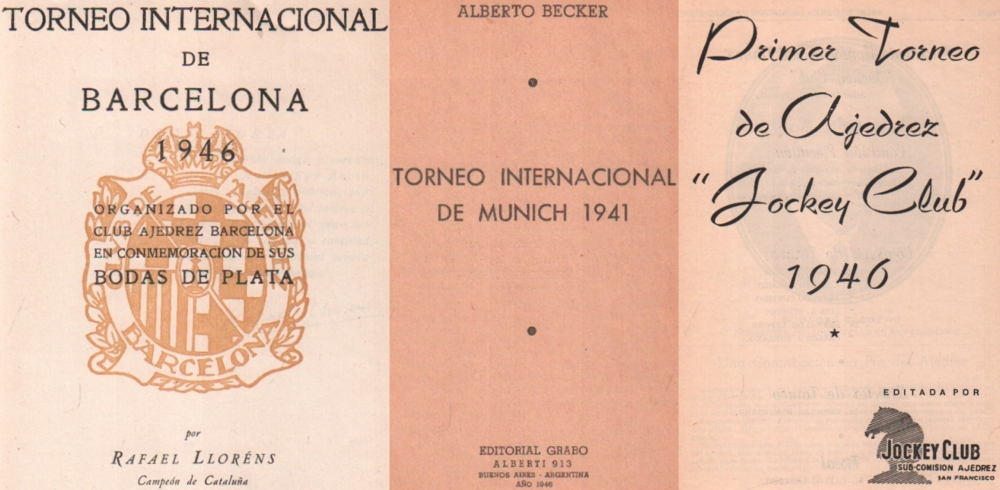 TORNEO INTERNACIONAL
DE
BARCELONA
1946
ORGANIZADO POR EL
CLUB AJEDREZ BARCELONA
EN CONMEMORACION DE SUS
BODAS DE PLATA
BARCELONA
por
RAFAEL LLORÉNS
Campeón de Cataluña
ALBERTO BECKER
TORNEO INTERNACIONAL
DE MUNICH 1941
EDITORIAL GRABO
ALBERTI 913
BUENOS AIRES - ARGENTINA
AÑO 1946
Primer Torneo
de Ajedrez
"Jockey Club"
1946
EDITADA POR
JOCKEY CLUB
SUB-COMISION AJEDREZ
SAN FRANCISCO